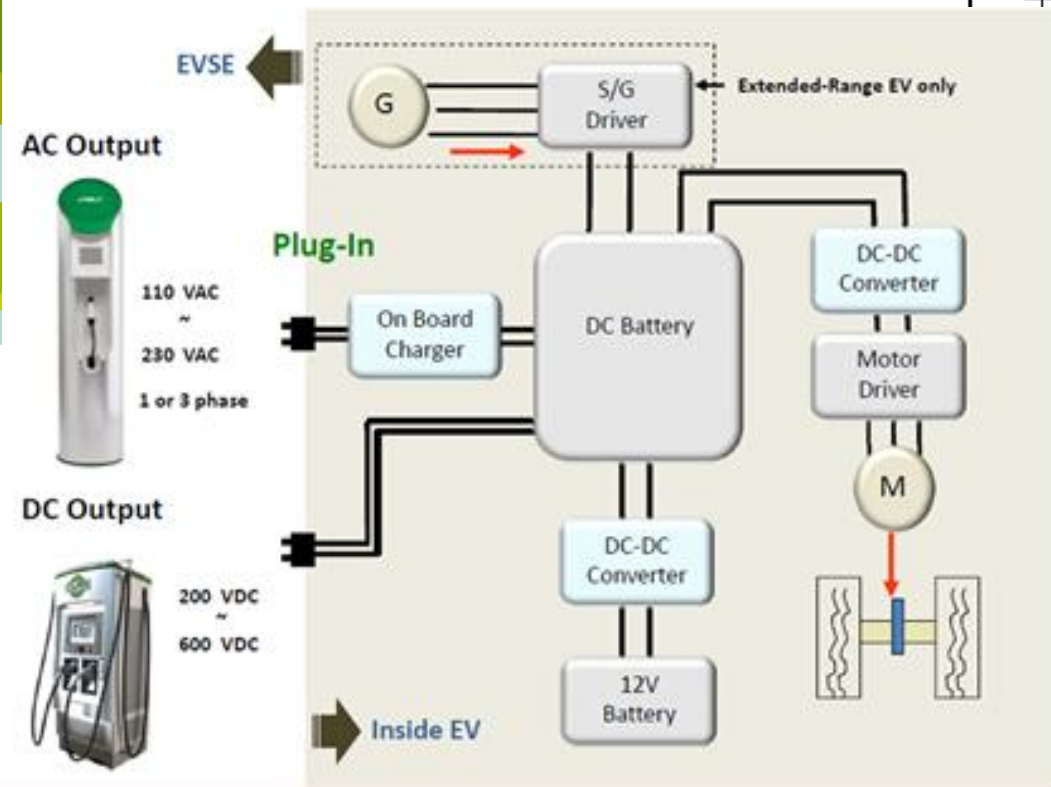 EVSE
G
S/G
Driver
Extended-Range EV only
AC Output
Plug-In
110 VAC
~
230 VAC
1 or 3 phase
On Board
Charger
DC Battery
DC-DC
Converter
Motor
Driver
M
DC Output
200 VDC
~
600 VDC
DC-DC
Converter
12V
Battery
Inside EV